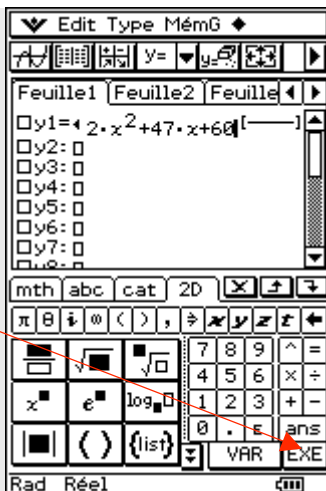 Edit Type MémG ◆
Y= y=
Feuille1 Feuille2 Feuille
y1=◂2·x²+47·x+60[——]
y2:
y3:
y4:
y5:
y6:
y7:
mth abc cat 2D
π θ i ∞ ( ) , ⇒ x y z t ←
√■ ■√□ 7 8 9 ^ =
4 5 6 × ÷
x■ e■ log■□ 1 2 3 + −
|■| ( ) {list} 0 . E ans
VAR EXE
Rad Réel